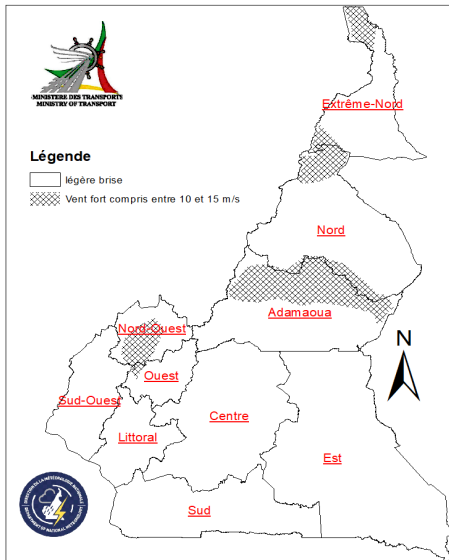 MINISTERE DES TRANSPORTS
MINISTRY OF TRANSPORT
Extrême-Nord
Légende
légère brise
Vent fort compris entre 10 et 15 m/s
Nord
Adamaoua
Nord-Ouest
N
Ouest
Sud-Ouest
Centre
Littoral
Est
Sud